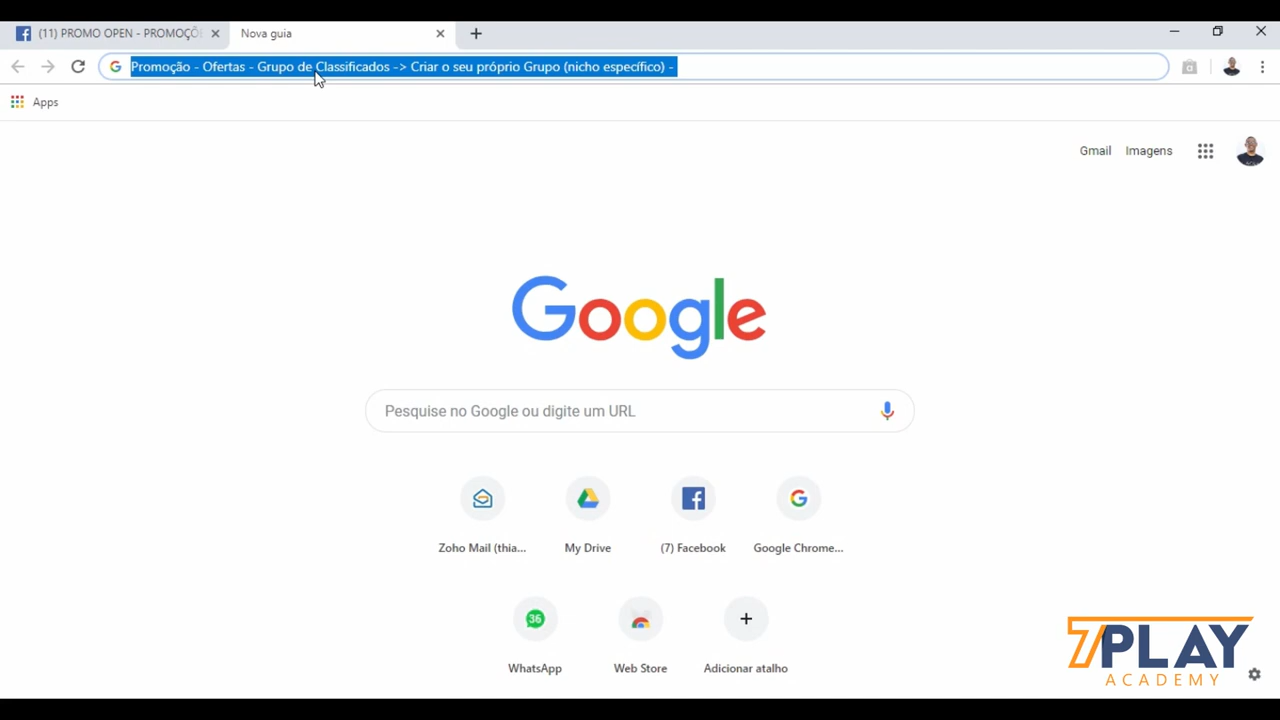 (11) PROMO OPEN - PROMOÇÕ
Nova guia
Promoção - Ofertas - Grupo de Classificados -> Criar o seu próprio Grupo (nicho específico) -
Apps
Gmail
Imagens
Google
Pesquise no Google ou digite um URL
Zoho Mail (thia...
My Drive
(7) Facebook
Google Chrome...
36
WhatsApp
Web Store
Adicionar atalho
7PLAY
ACADEMY